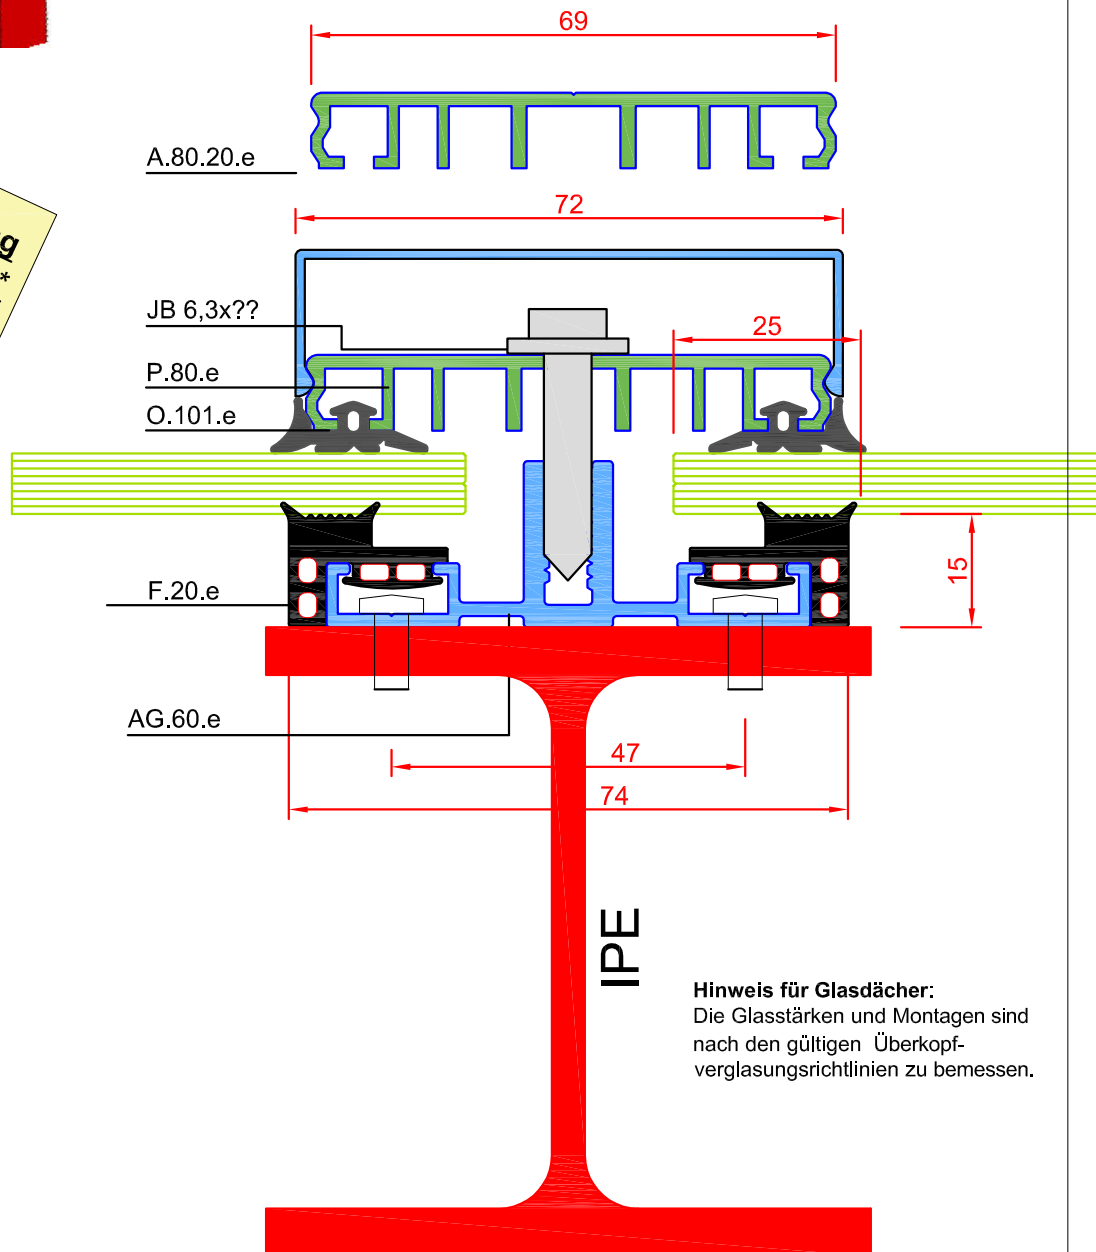 69
A.80.20.e
72
g
*
JB 6,3x??
25
P.80.e
O.101.e
15
F.20.e
AG.60.e
47
74
IPE
Hinweis für Glasdächer:
Die Glasstärken und Montagen sind
nach den gültigen Überkopf-
verglasungsrichtlinien zu bemessen.